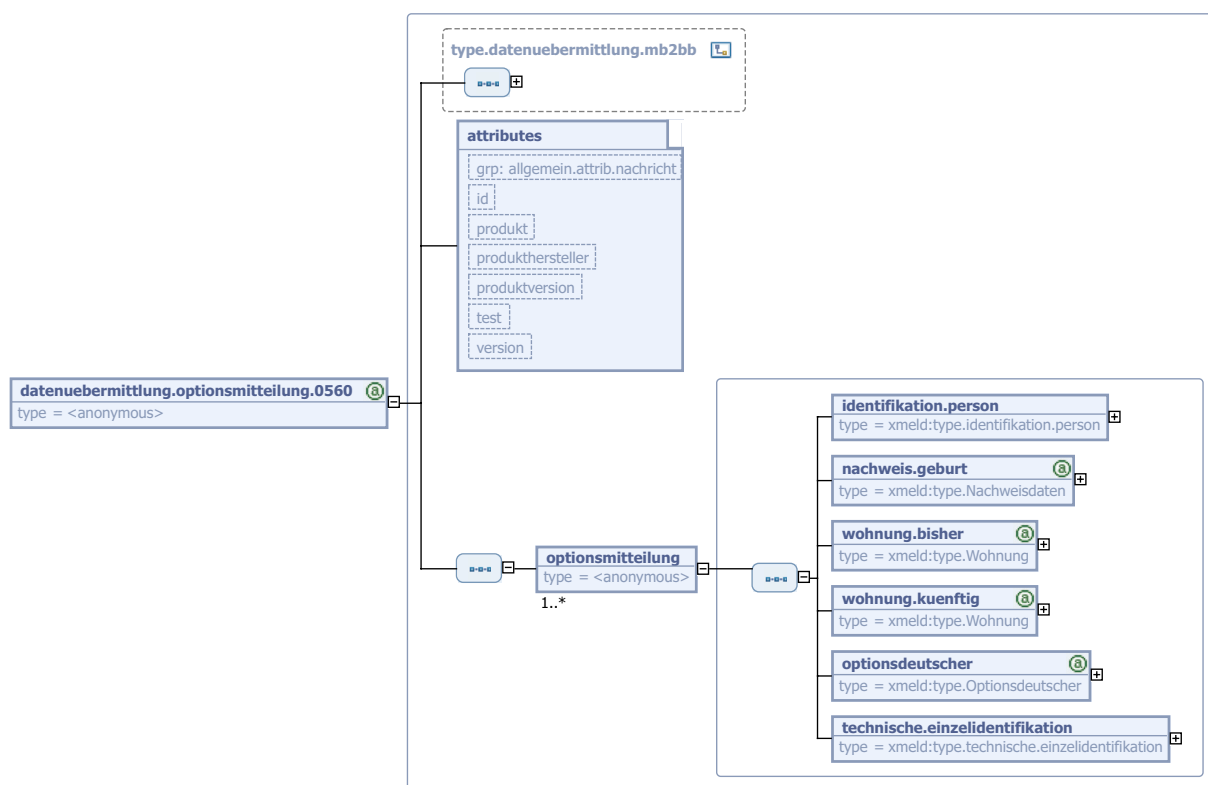 type.datenuebermittlung.mb2bb
attributes
grp: allgemein.attrib.nachricht
id
produkt
produkthersteller
produktversion
test
version
datenuebermittlung.optionsmitteilung.0560
type = <anonymous>
optionsmitteilung
type = <anonymous>
1..*
identifikation.person
type = xmeld:type.identifikation.person
nachweis.geburt
type = xmeld:type.Nachweisdaten
wohnung.bisher
type = xmeld:type.Wohnung
wohnung.kuenftig
type = xmeld:type.Wohnung
optionsdeutscher
type = xmeld:type.Optionsdeutscher
technische.einzelidentifikation
type = xmeld:type.technische.einzelidentifikation